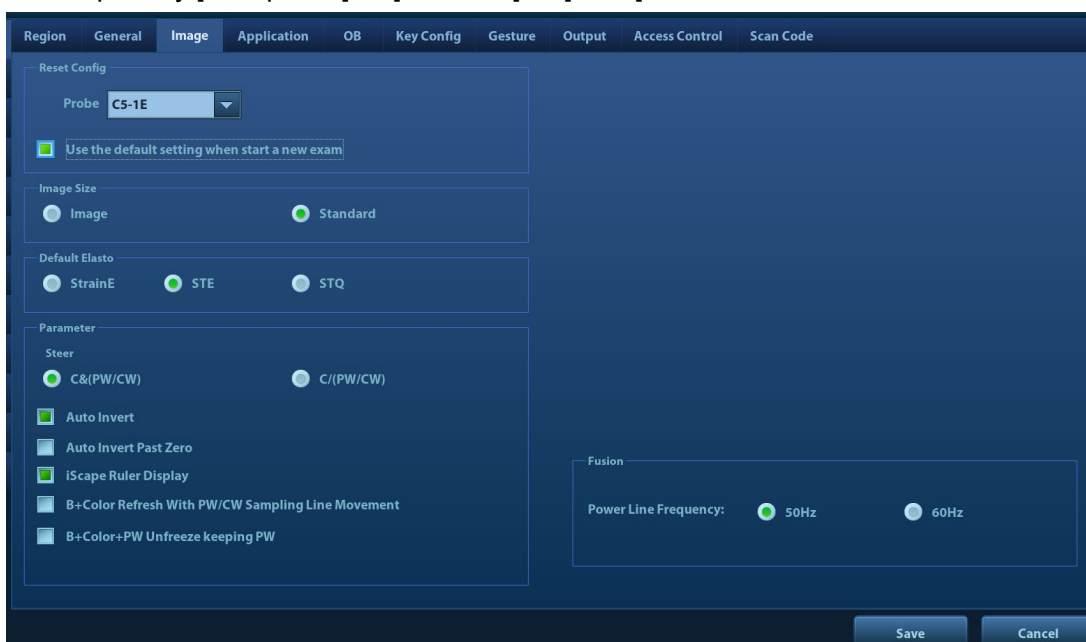 Region General Image Application OB Key Config Gesture Output Access Control Scan Code
Reset Config
Probe C5-1E
Use the default setting when start a new exam
Image Size
Image Standard
Default Elasto
StrainE STE STQ
Parameter
Steer
C&(PW/CW) C/(PW/CW)
Auto Invert
Auto Invert Past Zero
iScape Ruler Display
B+Color Refresh With PW/CW Sampling Line Movement
B+Color+PW Unfreeze keeping PW
Fusion
Power Line Frequency: 50Hz 60Hz
Save Cancel